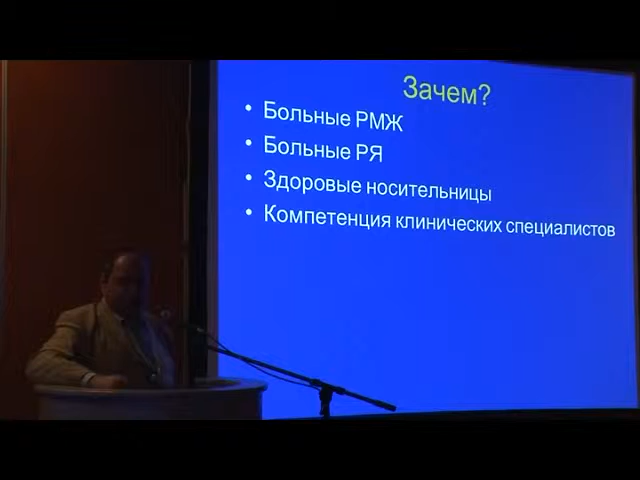 Зачем?
• Больные РМЖ
• Больные РЯ
• Здоровые носительницы
• Компетенция клинических специалистов